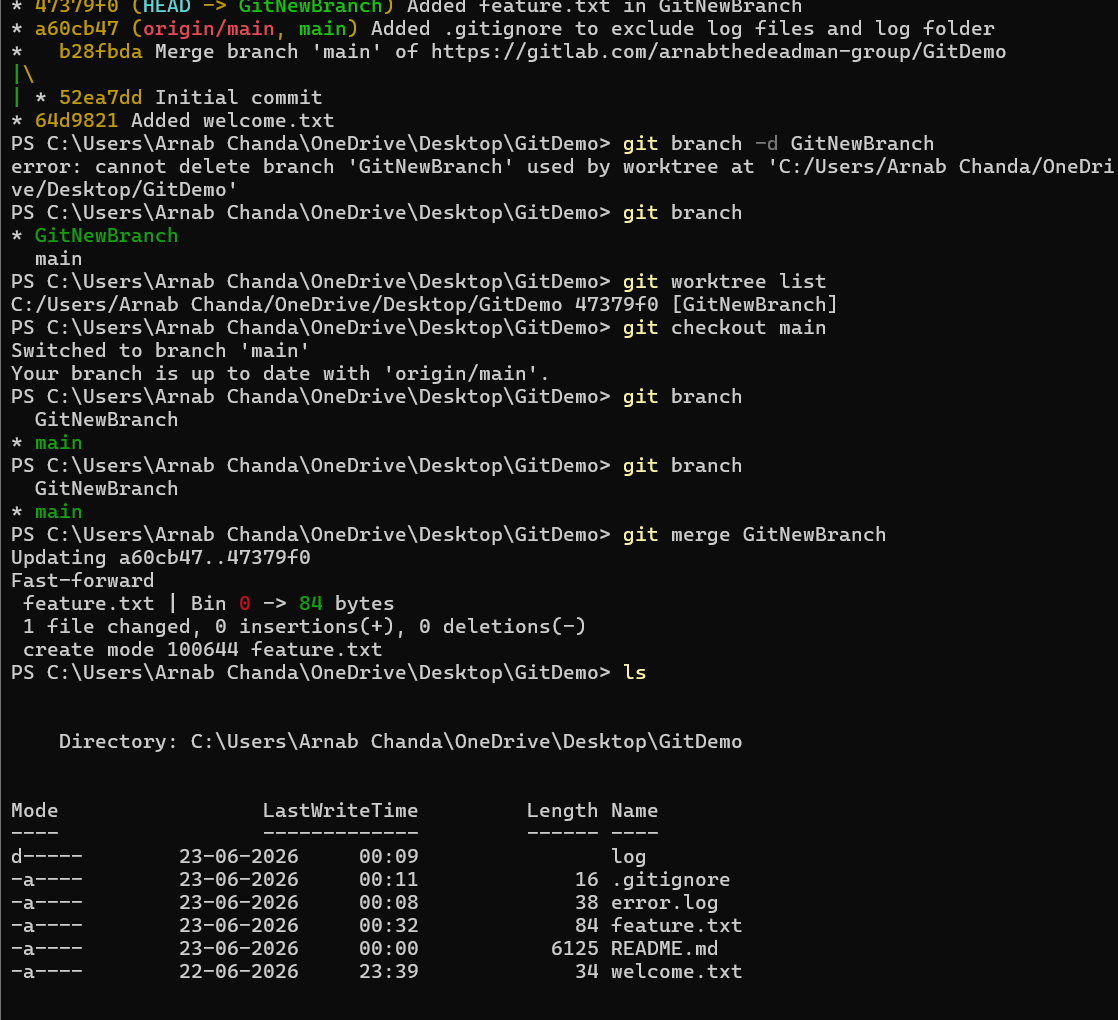 * 47379f0 (HEAD -> GitNewBranch) Added feature.txt in GitNewBranch
* a60cb47 (origin/main, main) Added .gitignore to exclude log files and log folder
*   b28fbda Merge branch 'main' of https://gitlab.com/arnabthedeadman-group/GitDemo
|\
| * 52ea7dd Initial commit
* 64d9821 Added welcome.txt
PS C:\Users\Arnab Chanda\OneDrive\Desktop\GitDemo> git branch -d GitNewBranch
error: cannot delete branch 'GitNewBranch' used by worktree at 'C:/Users/Arnab Chanda/OneDri
ve/Desktop/GitDemo'
PS C:\Users\Arnab Chanda\OneDrive\Desktop\GitDemo> git branch
* GitNewBranch
  main
PS C:\Users\Arnab Chanda\OneDrive\Desktop\GitDemo> git worktree list
C:/Users/Arnab Chanda/OneDrive/Desktop/GitDemo 47379f0 [GitNewBranch]
PS C:\Users\Arnab Chanda\OneDrive\Desktop\GitDemo> git checkout main
Switched to branch 'main'
Your branch is up to date with 'origin/main'.
PS C:\Users\Arnab Chanda\OneDrive\Desktop\GitDemo> git branch
  GitNewBranch
* main
PS C:\Users\Arnab Chanda\OneDrive\Desktop\GitDemo> git branch
  GitNewBranch
* main
PS C:\Users\Arnab Chanda\OneDrive\Desktop\GitDemo> git merge GitNewBranch
Updating a60cb47..47379f0
Fast-forward
 feature.txt | Bin 0 -> 84 bytes
 1 file changed, 0 insertions(+), 0 deletions(-)
 create mode 100644 feature.txt
PS C:\Users\Arnab Chanda\OneDrive\Desktop\GitDemo> ls
    Directory: C:\Users\Arnab Chanda\OneDrive\Desktop\GitDemo
Mode                 LastWriteTime         Length Name
----                 -------------         ------ ----
d-----        23-06-2026     00:09                log
-a----        23-06-2026     00:11             16 .gitignore
-a----        23-06-2026     00:08             38 error.log
-a----        23-06-2026     00:32             84 feature.txt
-a----        23-06-2026     00:00           6125 README.md
-a----        22-06-2026     23:39             34 welcome.txt